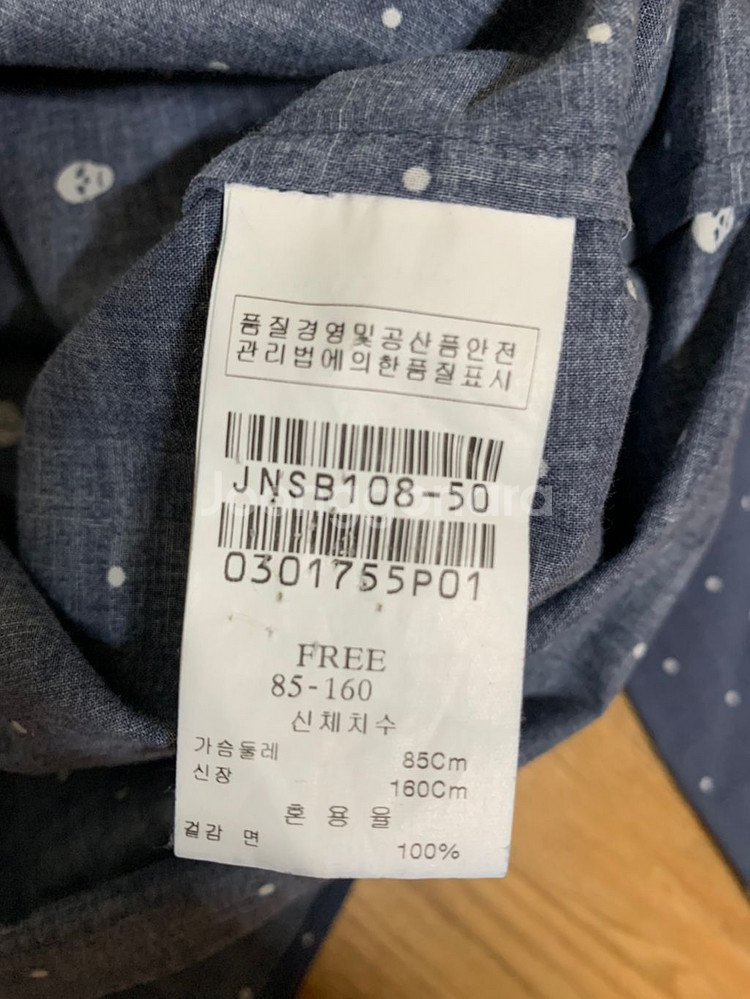 품질경영및공산품안전
관리법에의한품질표시
JNSB108-50
0301755P01
FREE
85-160
신체치수
가슴둘레 85Cm
신장 160Cm
혼용율
겉감 면 100%
Joonggonara